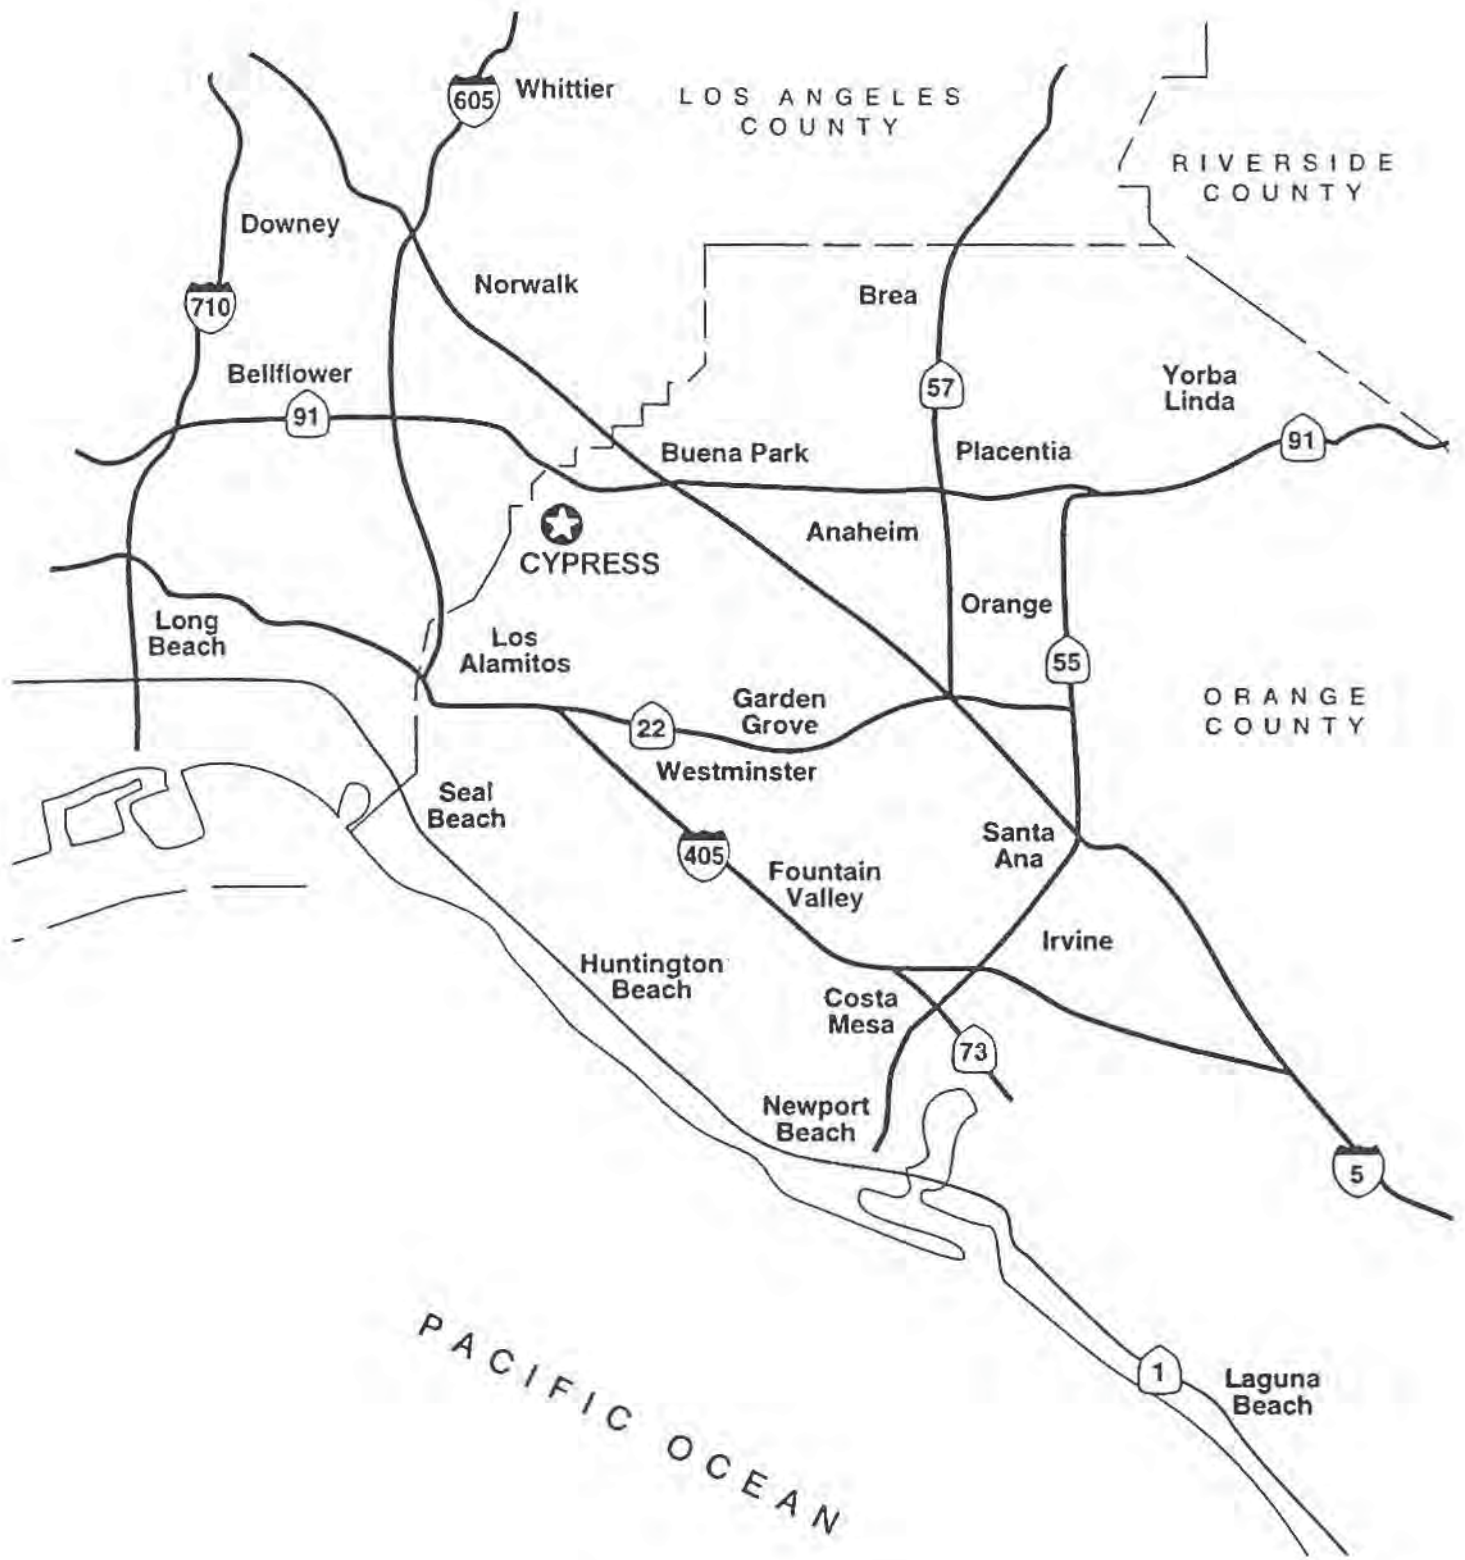 605
Whittier
LOS ANGELES
COUNTY
RIVERSIDE
COUNTY
Downey
Norwalk
Brea
710
Bellflower
91
57
Yorba
Linda
Buena Park
Placentia
91
Anaheim
CYPRESS
Orange
Long
Beach
Los
Alamitos
55
Garden
Grove
22
ORANGE
COUNTY
Westminster
Seal
Beach
405
Santa
Ana
Fountain
Valley
Irvine
Huntington
Beach
Costa
Mesa
73
Newport
Beach
5
PACIFIC OCEAN
1
Laguna
Beach